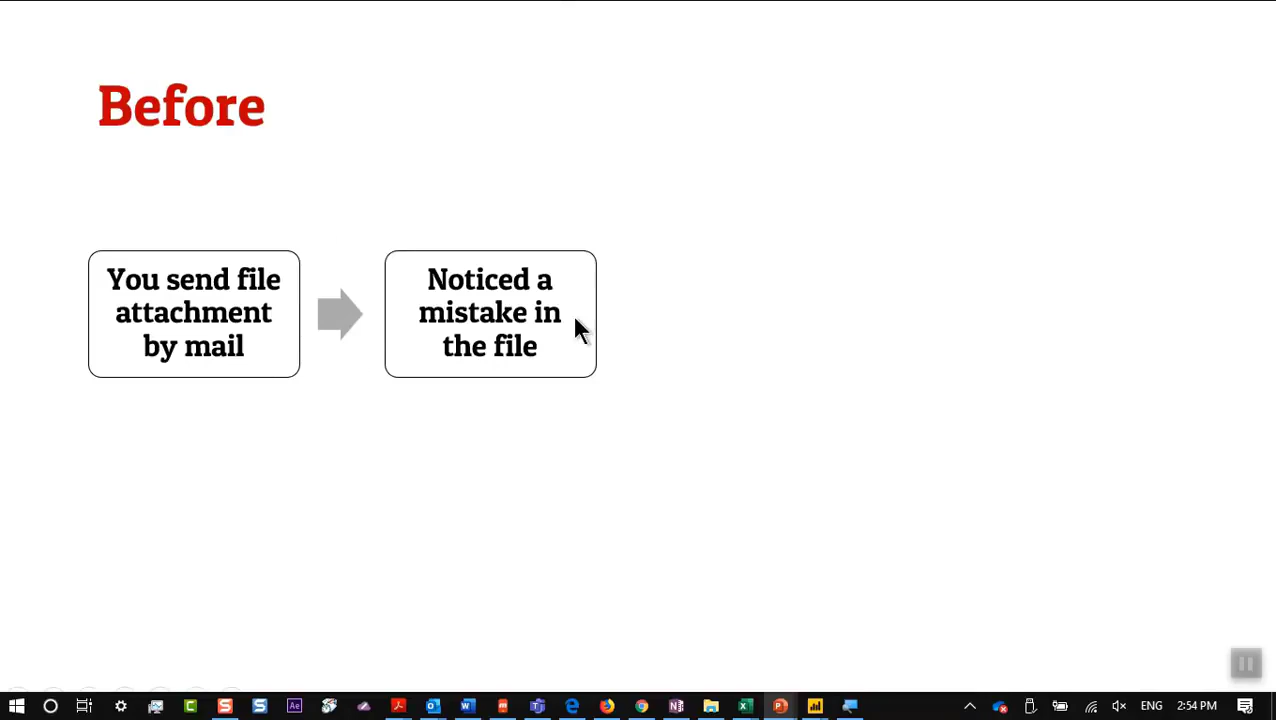 Before
You send file
attachment
by mail
Noticed a
mistake in
the file
ENG
2:54 PM